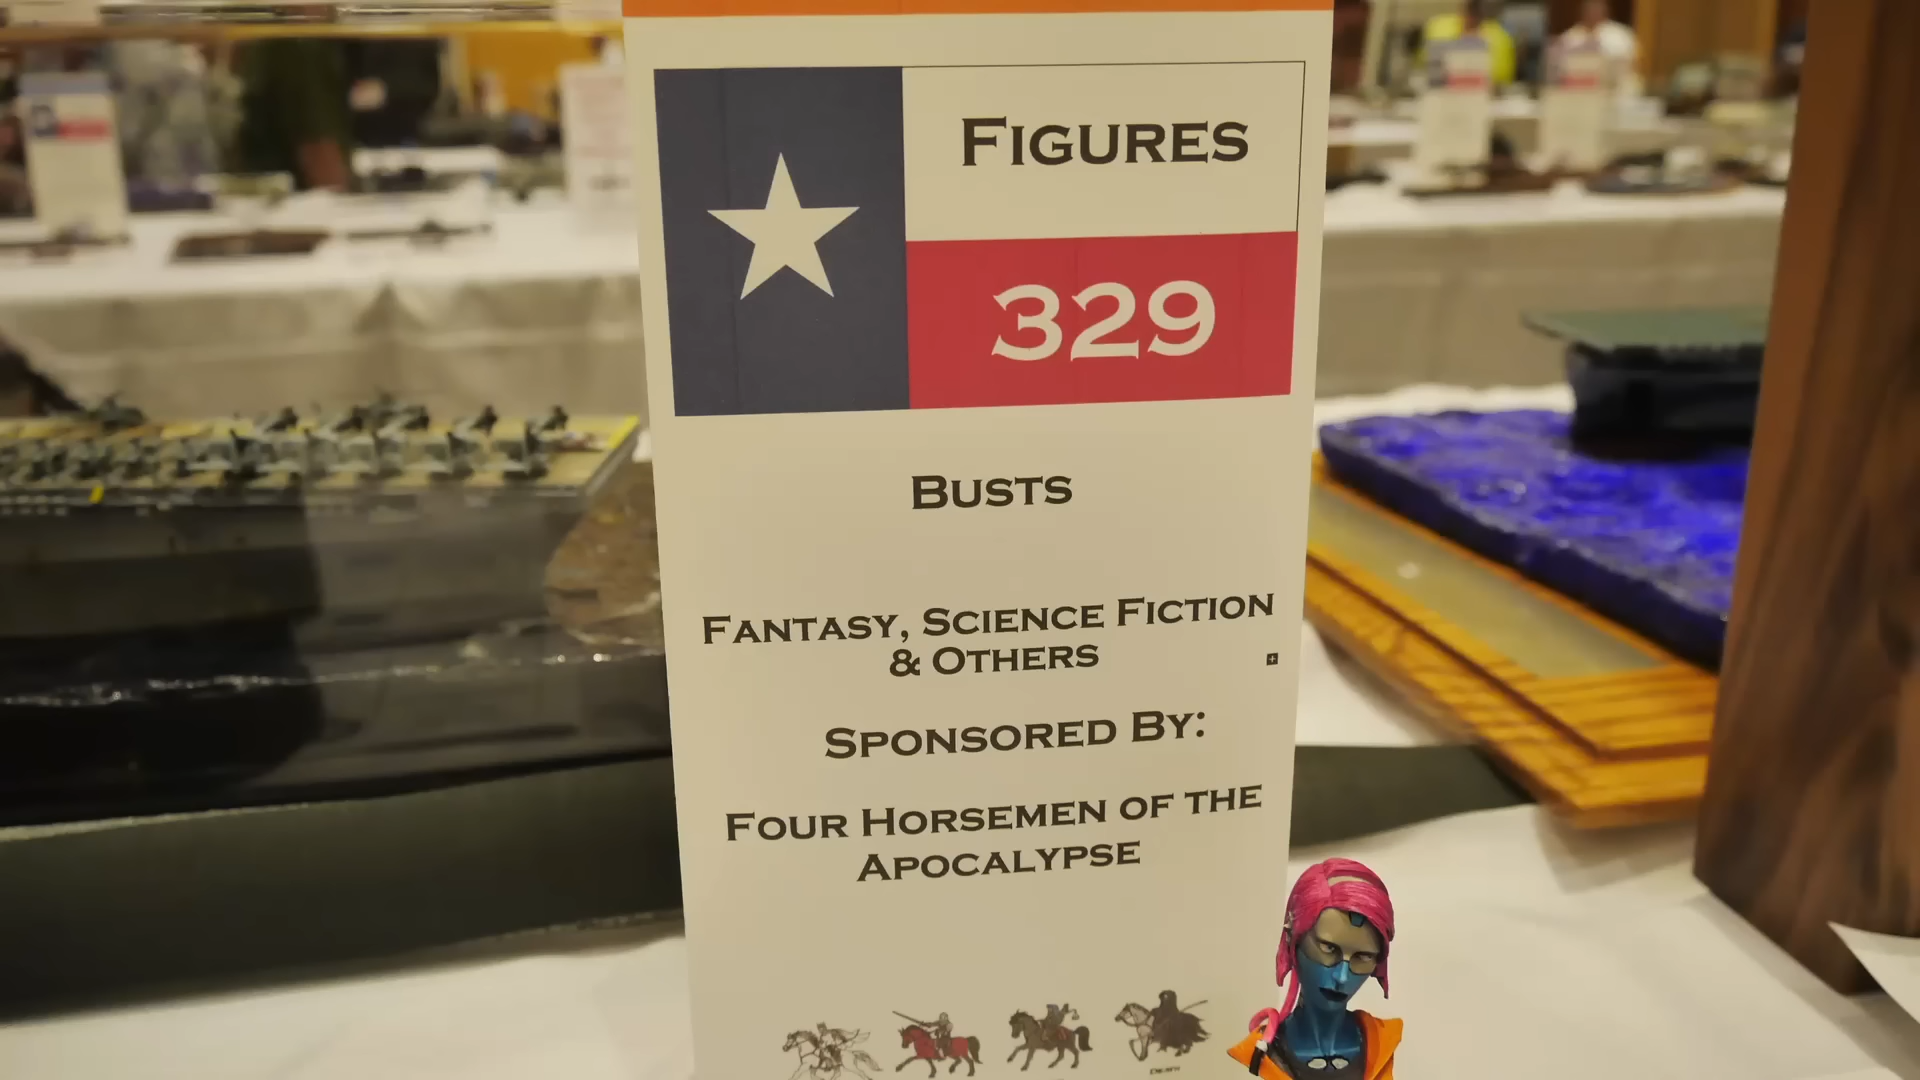 FIGURES
329
BUSTS
FANTASY, SCIENCE FICTION
& OTHERS
SPONSORED BY:
FOUR HORSEMEN OF THE
APOCALYPSE